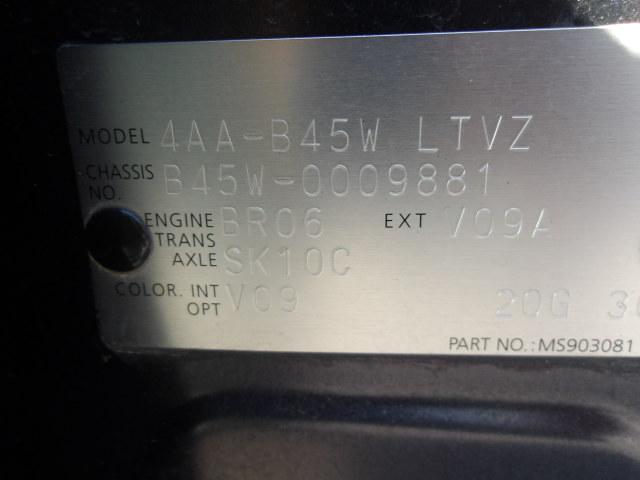 MODEL 4AA-B45W LTVZ
CHASSIS NO. B45W-0009881
ENGINE BR06 EXT V09A
TRANS AXLE SK10C
COLOR. INT V09
OPT 20G
PART NO.:MS903081